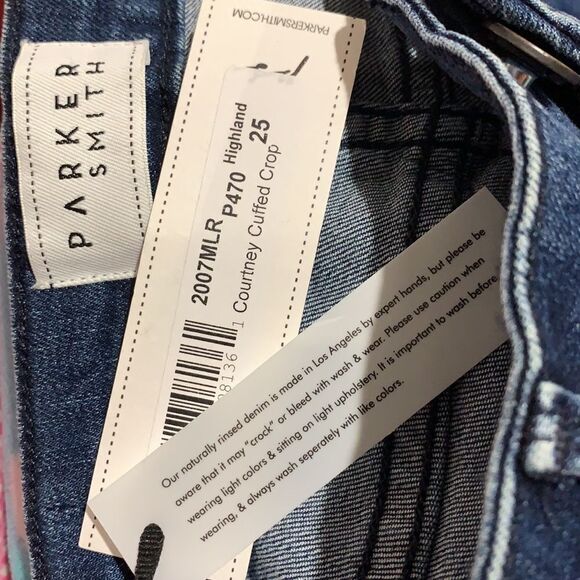 PARKER
SMITH
PARKERSMITH.COM
2007MLR
P470 Highland
25
Courtney Cuffed Crop
98136 1
Our naturally rinsed denim is made in Los Angeles by expert hands, but please be
aware that it may "crock" or bleed with wash & wear. Please use caution when
wearing light colors & sitting on light upholstery. It is important to wash before
wearing, & always wash seperately with like colors.